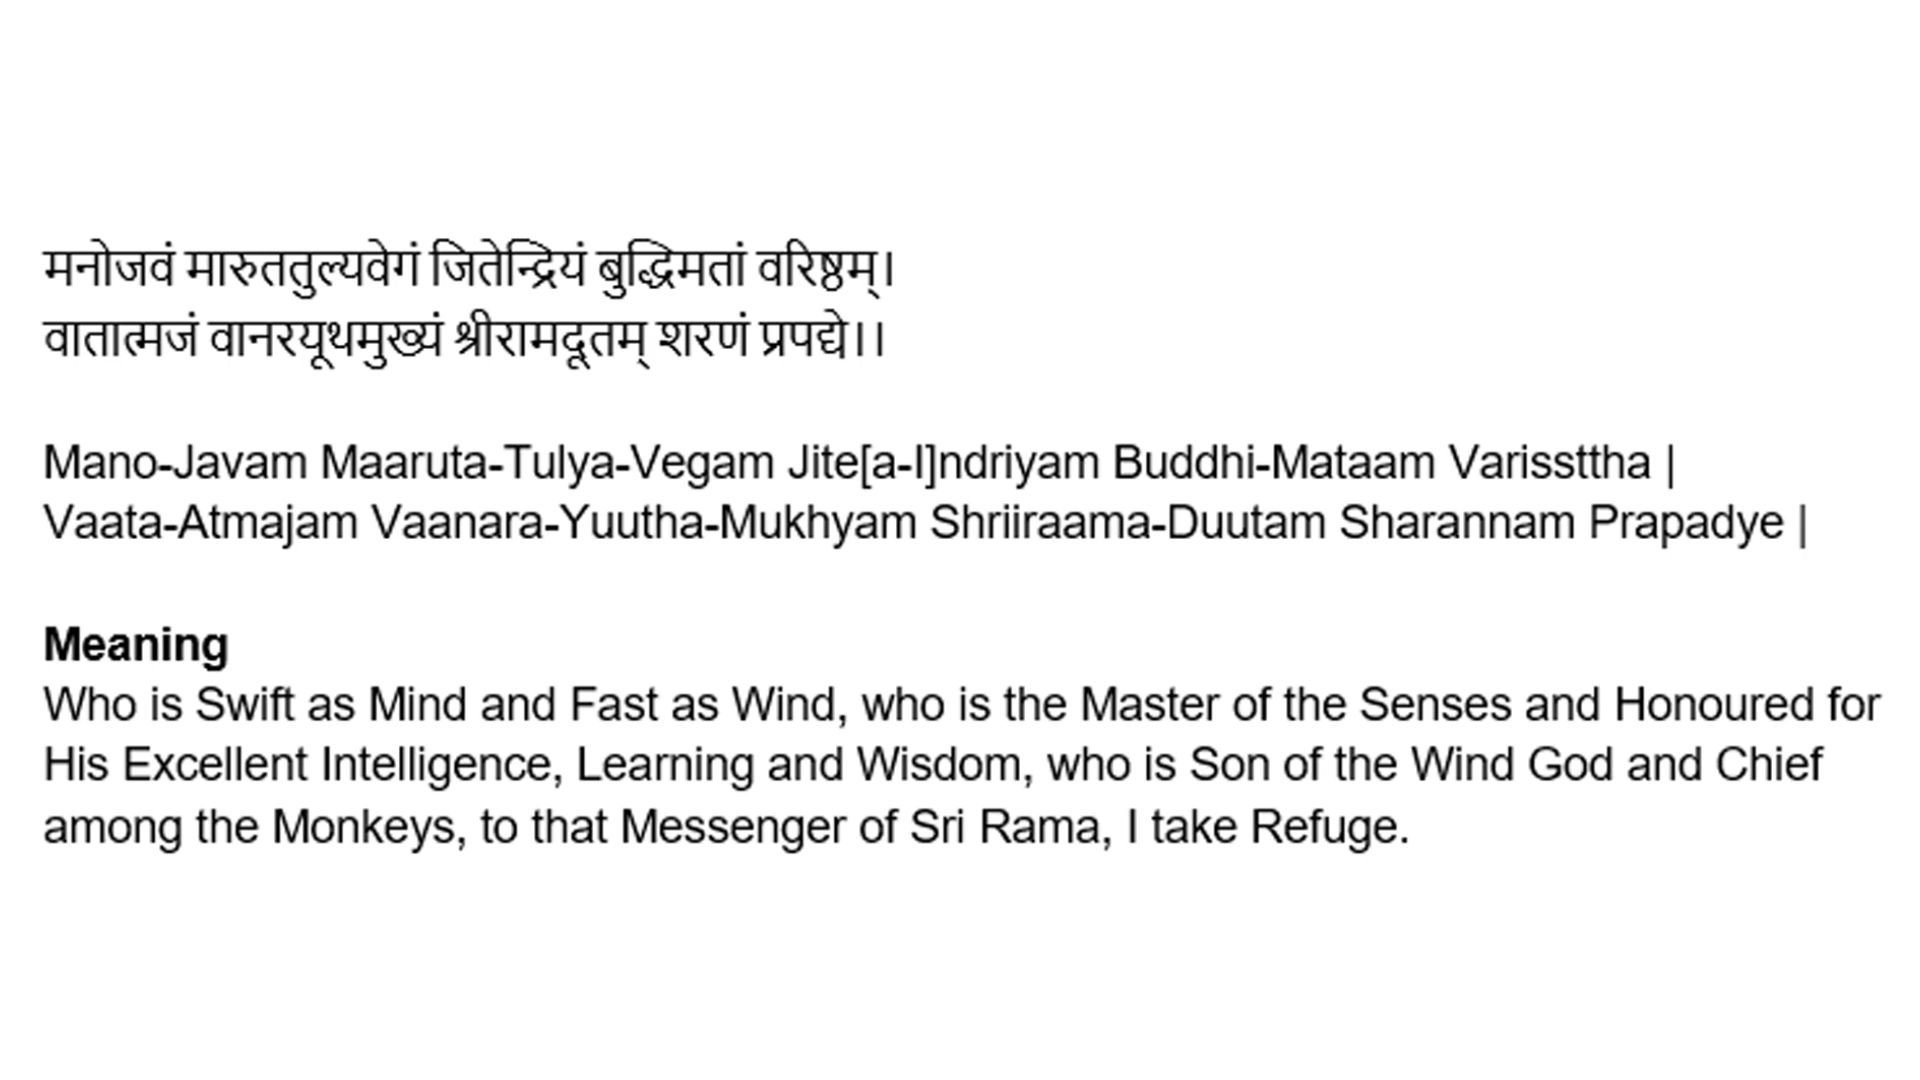 मनोजवं मारुततुल्यवेगं जितेन्द्रियं बुद्धिमतां वरिष्ठम्।
वातात्मजं वानरयूथमुख्यं श्रीरामदूतम् शरणं प्रपद्ये।।
Mano-Javam Maaruta-Tulya-Vegam Jite[a-I]ndriyam Buddhi-Mataam Varissttha |
Vaata-Atmajam Vaanara-Yuutha-Mukhyam Shriiraama-Duutam Sharannam Prapadye |
Meaning
Who is Swift as Mind and Fast as Wind, who is the Master of the Senses and Honoured for
His Excellent Intelligence, Learning and Wisdom, who is Son of the Wind God and Chief
among the Monkeys, to that Messenger of Sri Rama, I take Refuge.